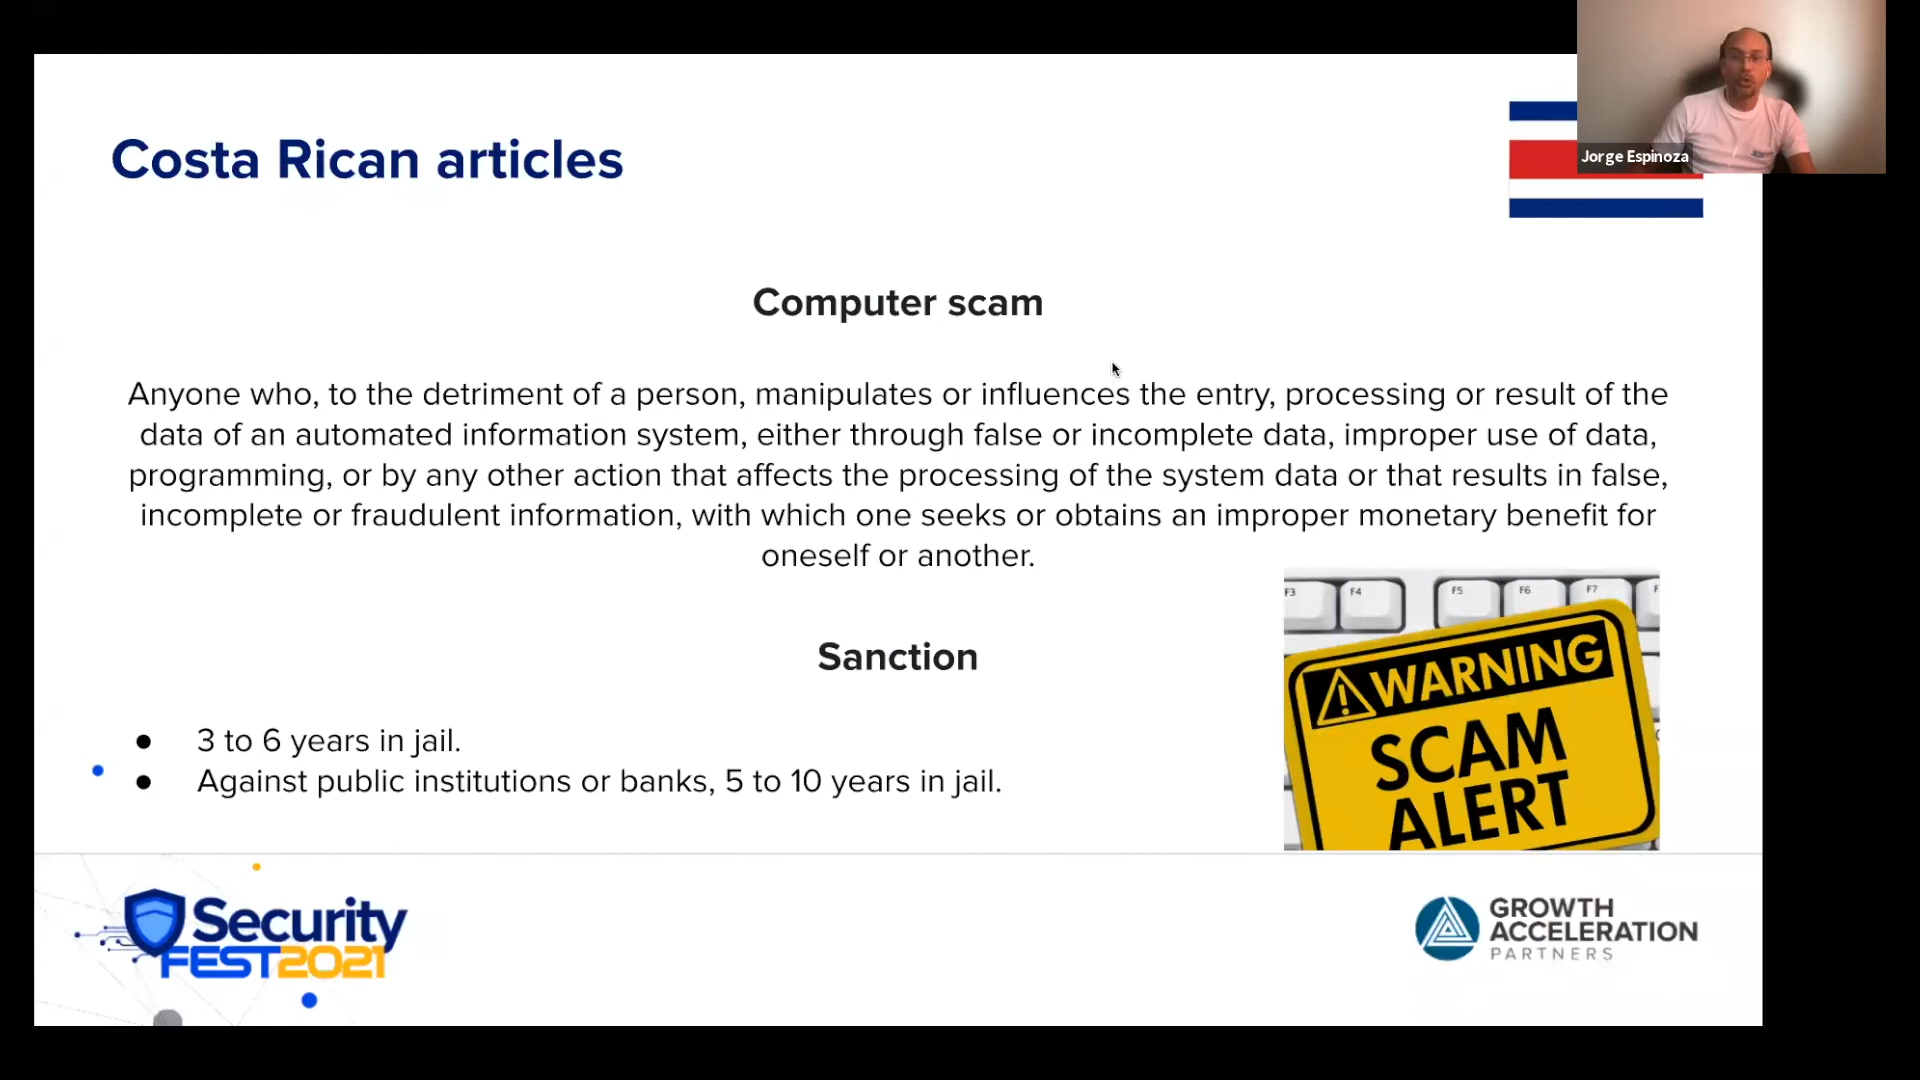 Costa Rican articles
Jorge Espinoza
Computer scam
Anyone who, to the detriment of a person, manipulates or influences the entry, processing or result of the
data of an automated information system, either through false or incomplete data, improper use of data,
programming, or by any other action that affects the processing of the system data or that results in false,
incomplete or fraudulent information, with which one seeks or obtains an improper monetary benefit for
oneself or another.
Sanction
● 3 to 6 years in jail.
● Against public institutions or banks, 5 to 10 years in jail.
F3 F4 F5 F6 F7
WARNING
SCAM
ALERT
Security
FEST2021
GROWTH
ACCELERATION
PARTNERS